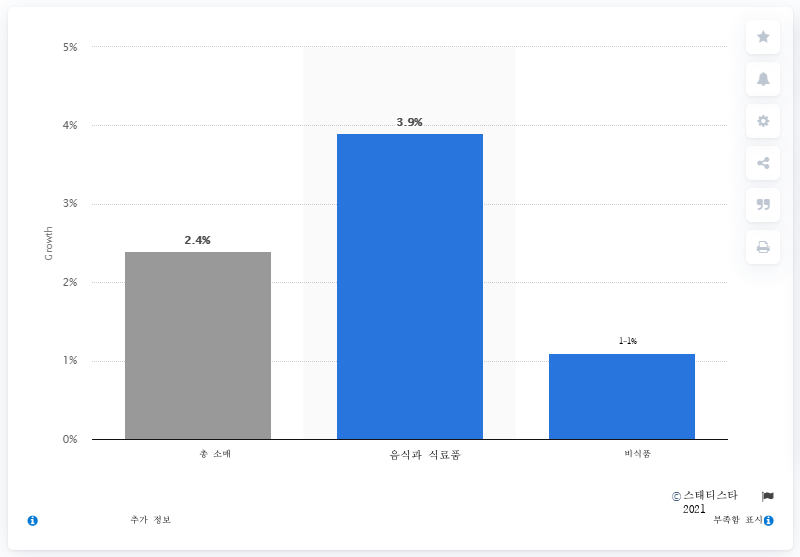 5%
4%
3%
2%
1%
0%
Growth
2.4%
3.9%
1-1%
총 소매
음식과 식료품
비식품
© 스태티스타
2021
추가 정보
부족함 표시